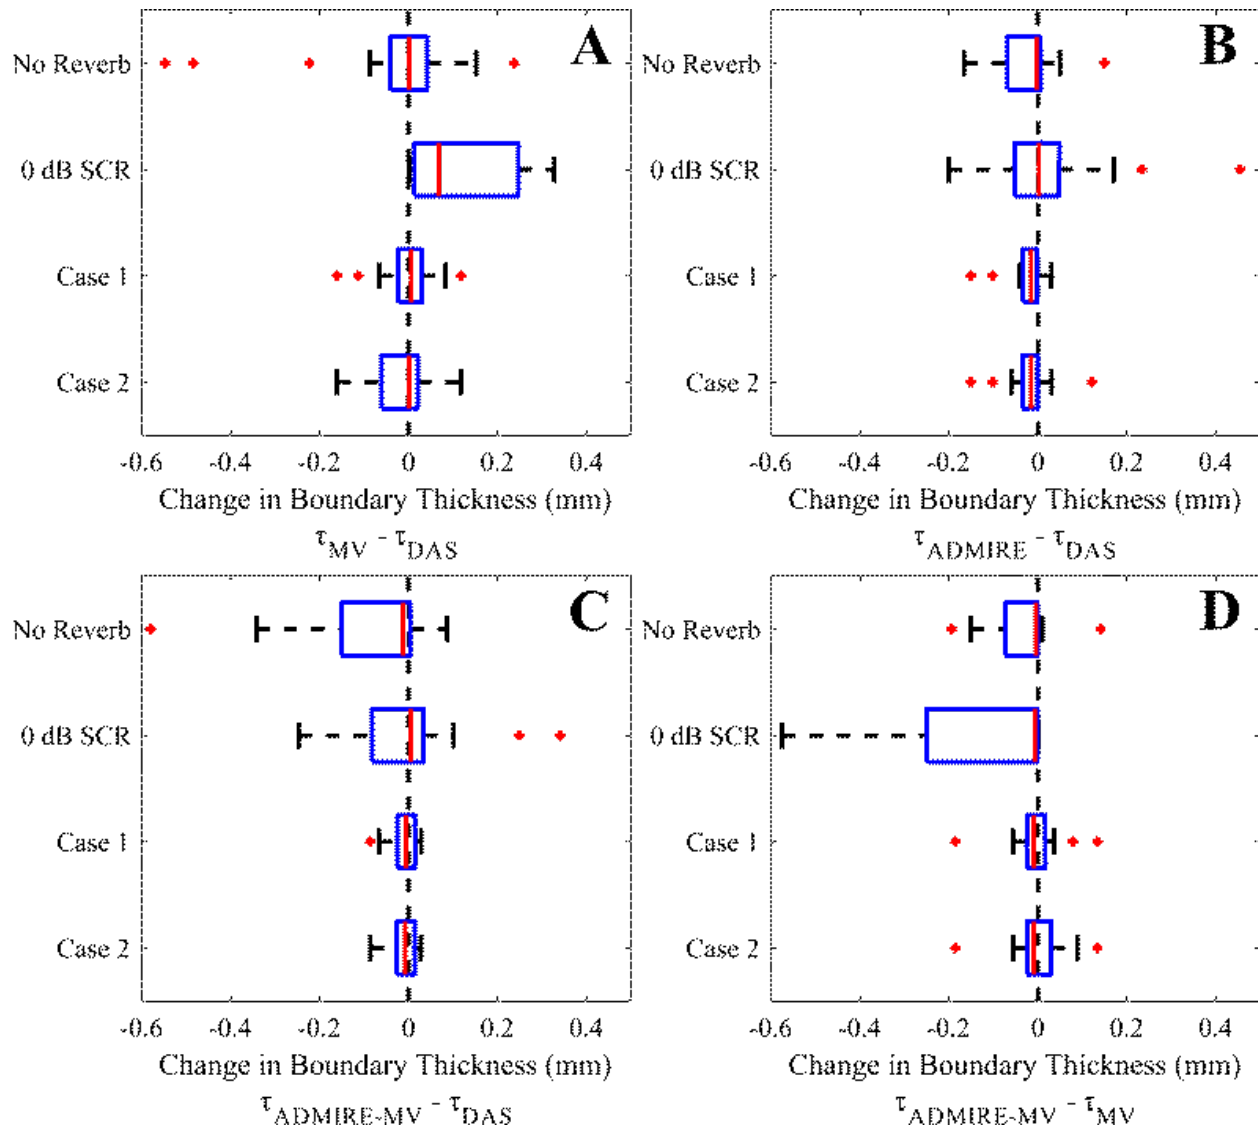 A
No Reverb
0 dB SCR
Case 1
Case 2
-0.6 -0.4 -0.2 0 0.2 0.4
Change in Boundary Thickness (mm)
τMV - τDAS
B
No Reverb
0 dB SCR
Case 1
Case 2
-0.6 -0.4 -0.2 0 0.2 0.4
Change in Boundary Thickness (mm)
τADMIRE - τDAS
C
No Reverb
0 dB SCR
Case 1
Case 2
-0.6 -0.4 -0.2 0 0.2 0.4
Change in Boundary Thickness (mm)
τADMIRE-MV - τDAS
D
No Reverb
0 dB SCR
Case 1
Case 2
-0.6 -0.4 -0.2 0 0.2 0.4
Change in Boundary Thickness (mm)
τADMIRE-MV - τMV